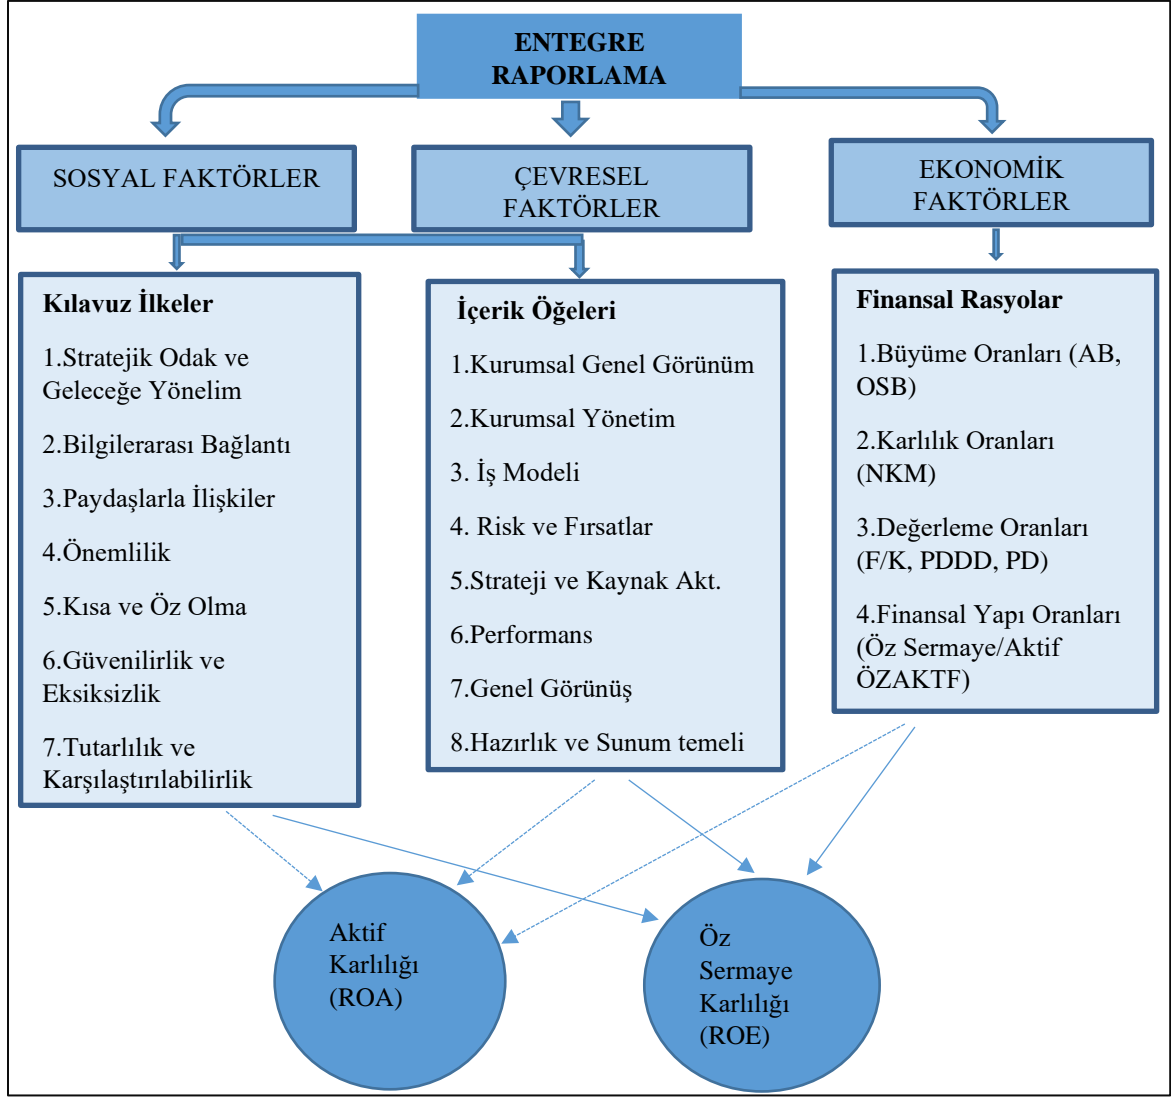 ENTEGRE
RAPORLAMA
SOSYAL FAKTÖRLER
ÇEVRESEL
FAKTÖRLER
EKONOMİK
FAKTÖRLER
Kılavuz İlkeler
1.Stratejik Odak ve
Geleceğe Yönelim
2.Bilgilerarası Bağlantı
3.Paydaşlarla İlişkiler
4.Önemlilik
5.Kısa ve Öz Olma
6.Güvenilirlik ve
Eksiksizlik
7.Tutarlılık ve
Karşılaştırılabilirlik
İçerik Öğeleri
1.Kurumsal Genel Görünüm
2.Kurumsal Yönetim
3. İş Modeli
4. Risk ve Fırsatlar
5.Strateji ve Kaynak Akt.
6.Performans
7.Genel Görünüş
8.Hazırlık ve Sunum temeli
Finansal Rasyolar
1.Büyüme Oranları (AB,
OSB)
2.Karlılık Oranları
(NKM)
3.Değerleme Oranları
(F/K, PDDD, PD)
4.Finansal Yapı Oranları
(Öz Sermaye/Aktif
ÖZAKTF)
Aktif
Karlılığı
(ROA)
Öz
Sermaye
Karlılığı
(ROE)